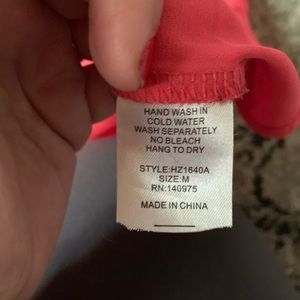 HAND WASH IN
COLD WATER
WASH SEPARATELY
NO BLEACH
HANG TO DRY
STYLE:HZ1640A
SIZE:M
RN:140975
MADE IN CHINA